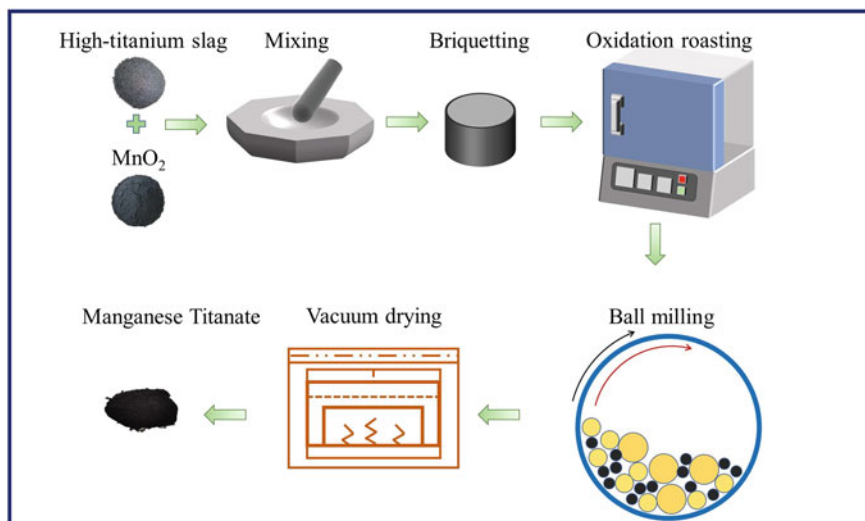 High-titanium slag
Mixing
Briquetting
Oxidation roasting
MnO₂
Manganese Titanate
Vacuum drying
Ball milling